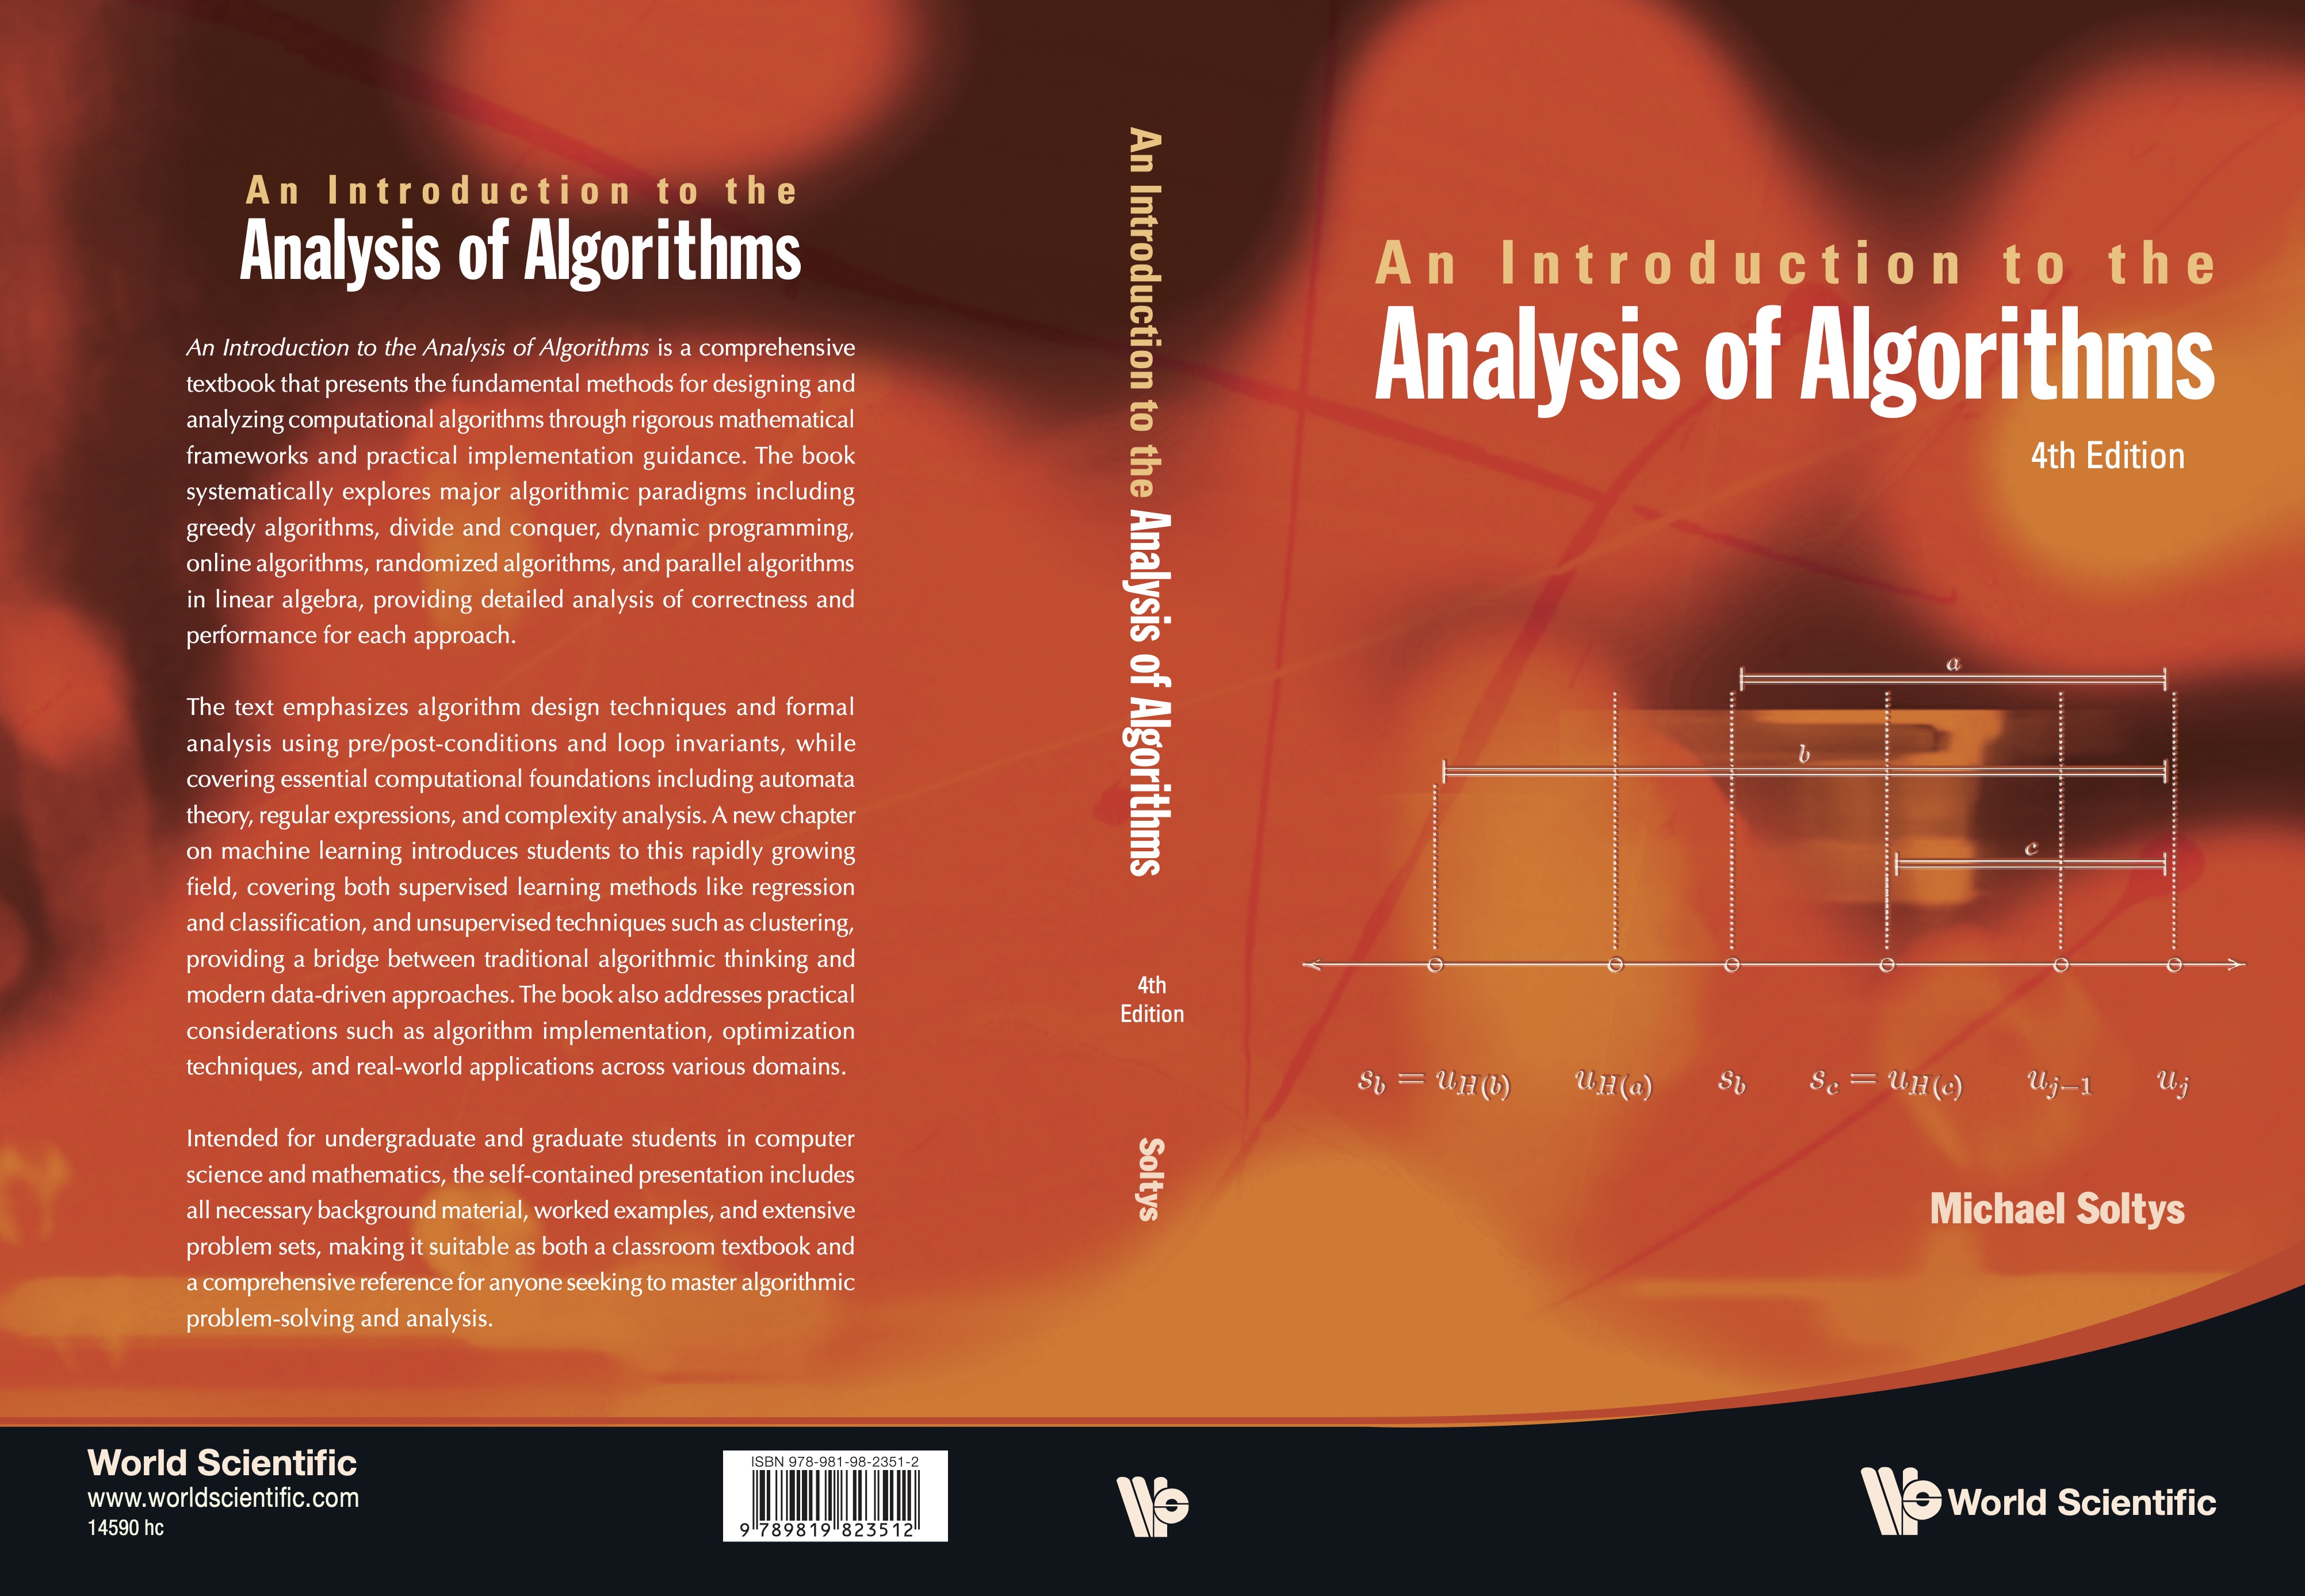 An Introduction to the
Analysis of Algorithms
An Introduction to the Analysis of Algorithms is a comprehensive
textbook that presents the fundamental methods for designing and
analyzing computational algorithms through rigorous mathematical
frameworks and practical implementation guidance. The book
systematically explores major algorithmic paradigms including
greedy algorithms, divide and conquer, dynamic programming,
online algorithms, randomized algorithms, and parallel algorithms
in linear algebra, providing detailed analysis of correctness and
performance for each approach.
The text emphasizes algorithm design techniques and formal
analysis using pre/post-conditions and loop invariants, while
covering essential computational foundations including automata
theory, regular expressions, and complexity analysis. A new chapter
on machine learning introduces students to this rapidly growing
field, covering both supervised learning methods like regression
and classification, and unsupervised techniques such as clustering,
providing a bridge between traditional algorithmic thinking and
modern data-driven approaches. The book also addresses practical
considerations such as algorithm implementation, optimization
techniques, and real-world applications across various domains.
Intended for undergraduate and graduate students in computer
science and mathematics, the self-contained presentation includes
all necessary background material, worked examples, and extensive
problem sets, making it suitable as both a classroom textbook and
a comprehensive reference for anyone seeking to master algorithmic
problem-solving and analysis.
World Scientific
www.worldscientific.com
14590 hc
ISBN 978-981-98-2351-2
9 789819 823512
An Introduction to the Analysis of Algorithms
4th
Edition
Soltys
An Introduction to the
Analysis of Algorithms
4th Edition
a
b
c
s_b = u_{H(b)} u_{H(a)} s_b s_c = u_{H(c)} u_{j−1} u_j
Michael Soltys
World Scientific